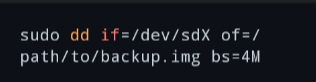 sudo dd if=/dev/sdX of=/
path/to/backup.img bs=4M